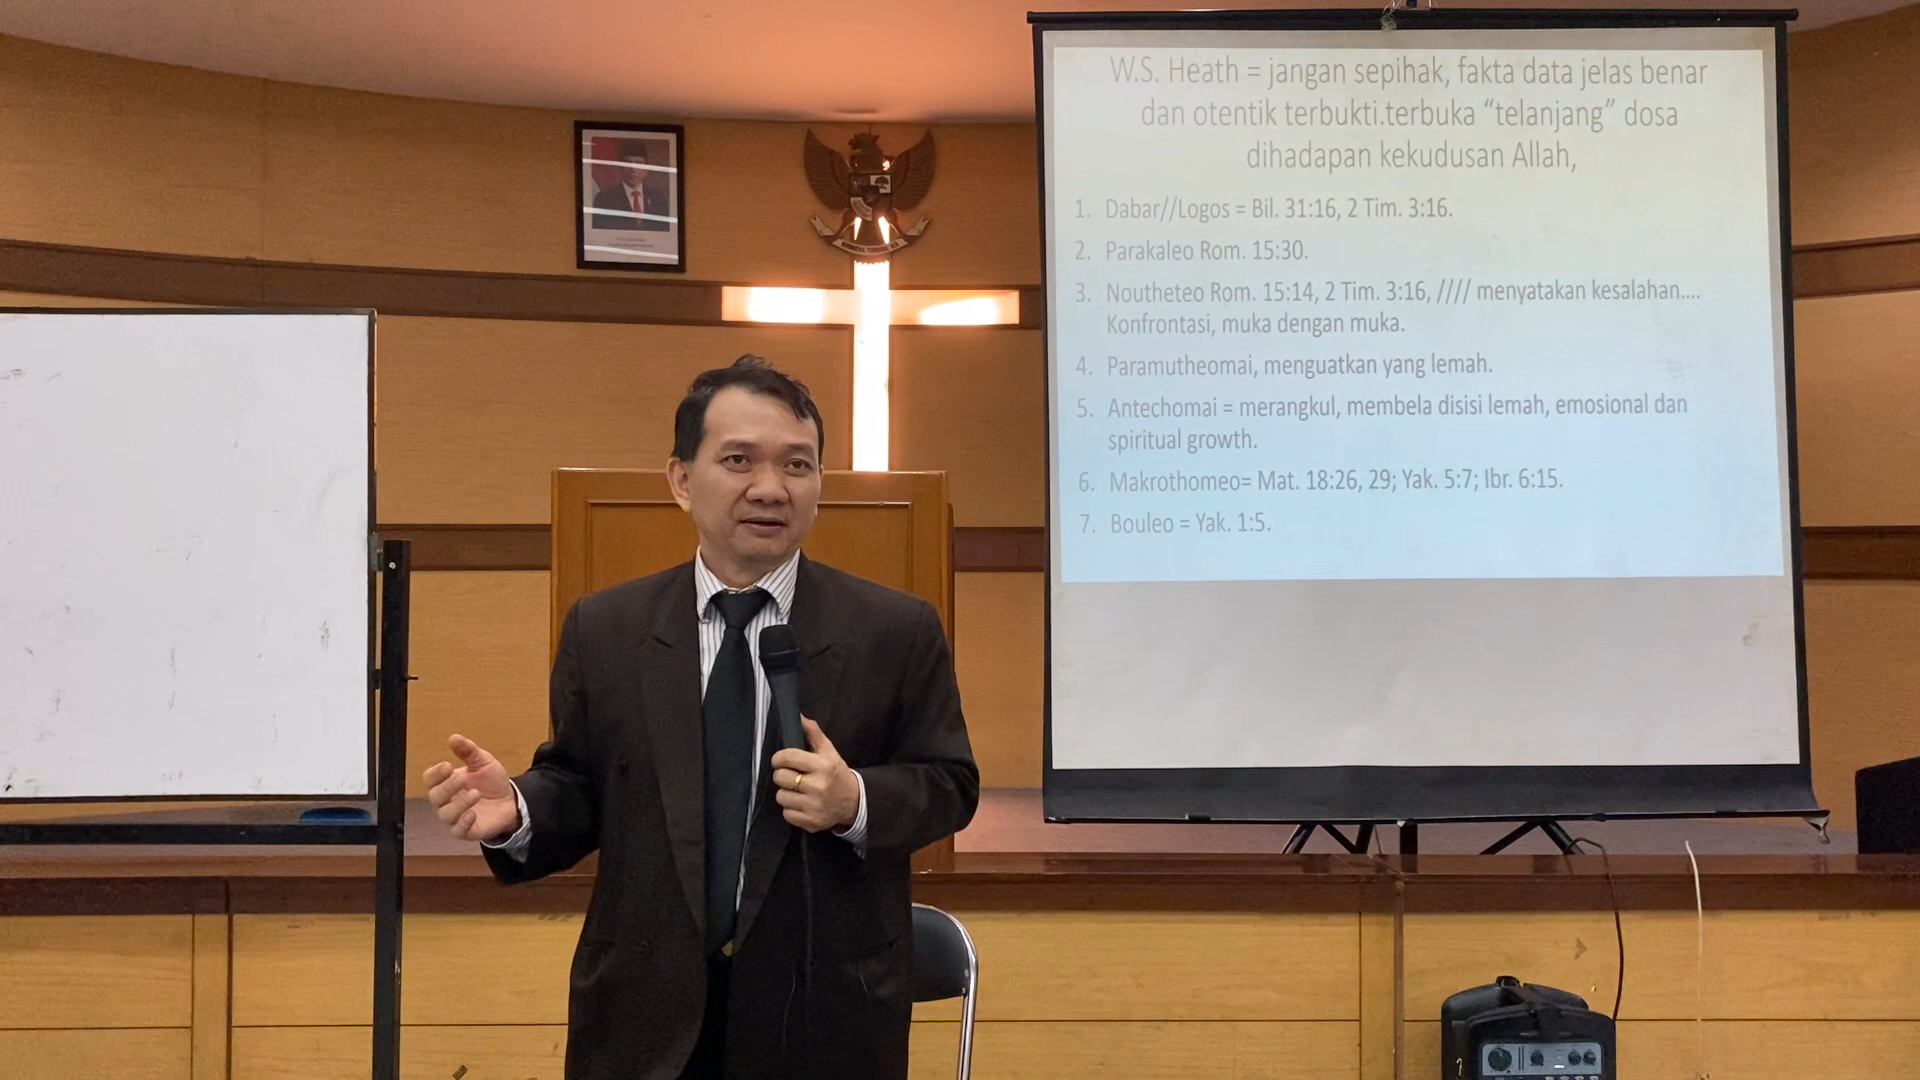 W.S. Heath = jangan sepihak, fakta data jelas benar
dan otentik terbukti.terbuka “telanjang” dosa
dihadapan kekudusan Allah,
1. Dabar//Logos = Bil. 31:16, 2 Tim. 3:16.
2. Parakaleo Rom. 15:30.
3. Noutheteo Rom. 15:14, 2 Tim. 3:16, //// menyatakan kesalahan....
Konfrontasi, muka dengan muka.
4. Paramutheomai, menguatkan yang lemah.
5. Antechomai = merangkul, membela disisi lemah, emosional dan
spiritual growth.
6. Makrothomeo= Mat. 18:26, 29; Yak. 5:7; Ibr. 6:15.
7. Bouleo = Yak. 1:5.